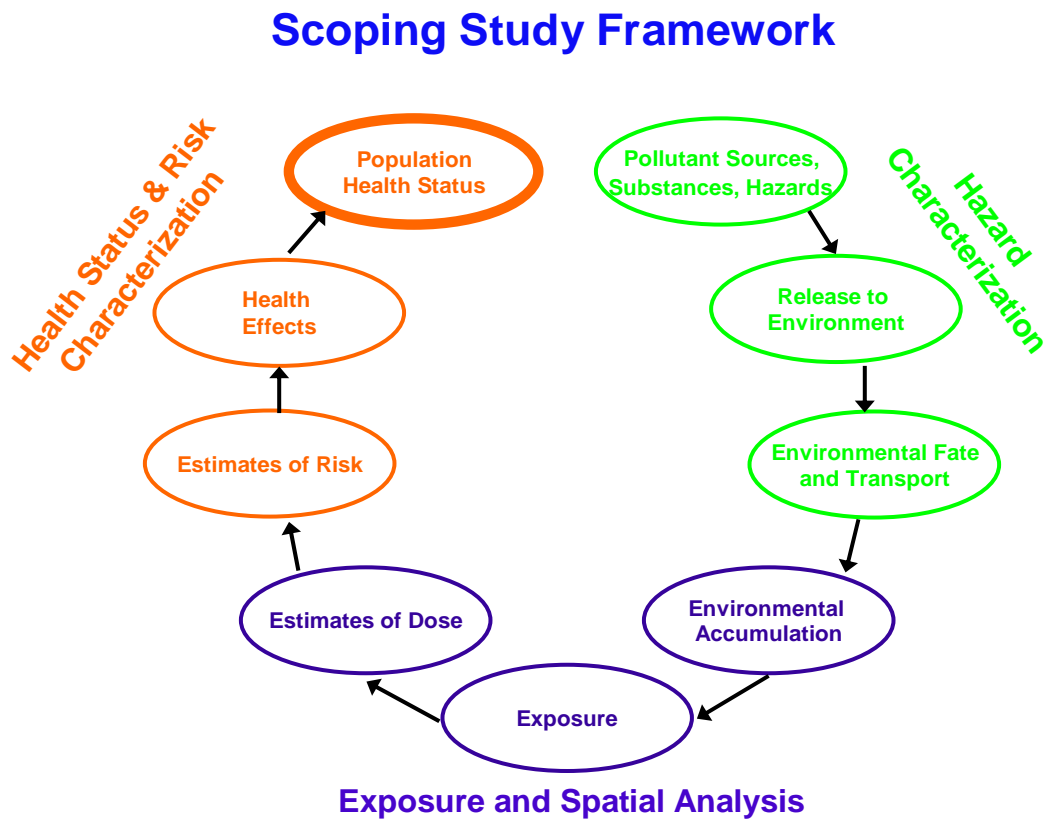 Scoping Study Framework
Health Status & Risk
Characterization
Population
Health Status
Pollutant Sources,
Substances, Hazards
Hazard
Characterization
Health
Effects
Release to
Environment
Estimates of Risk
Environmental Fate
and Transport
Estimates of Dose
Environmental
Accumulation
Exposure
Exposure and Spatial Analysis